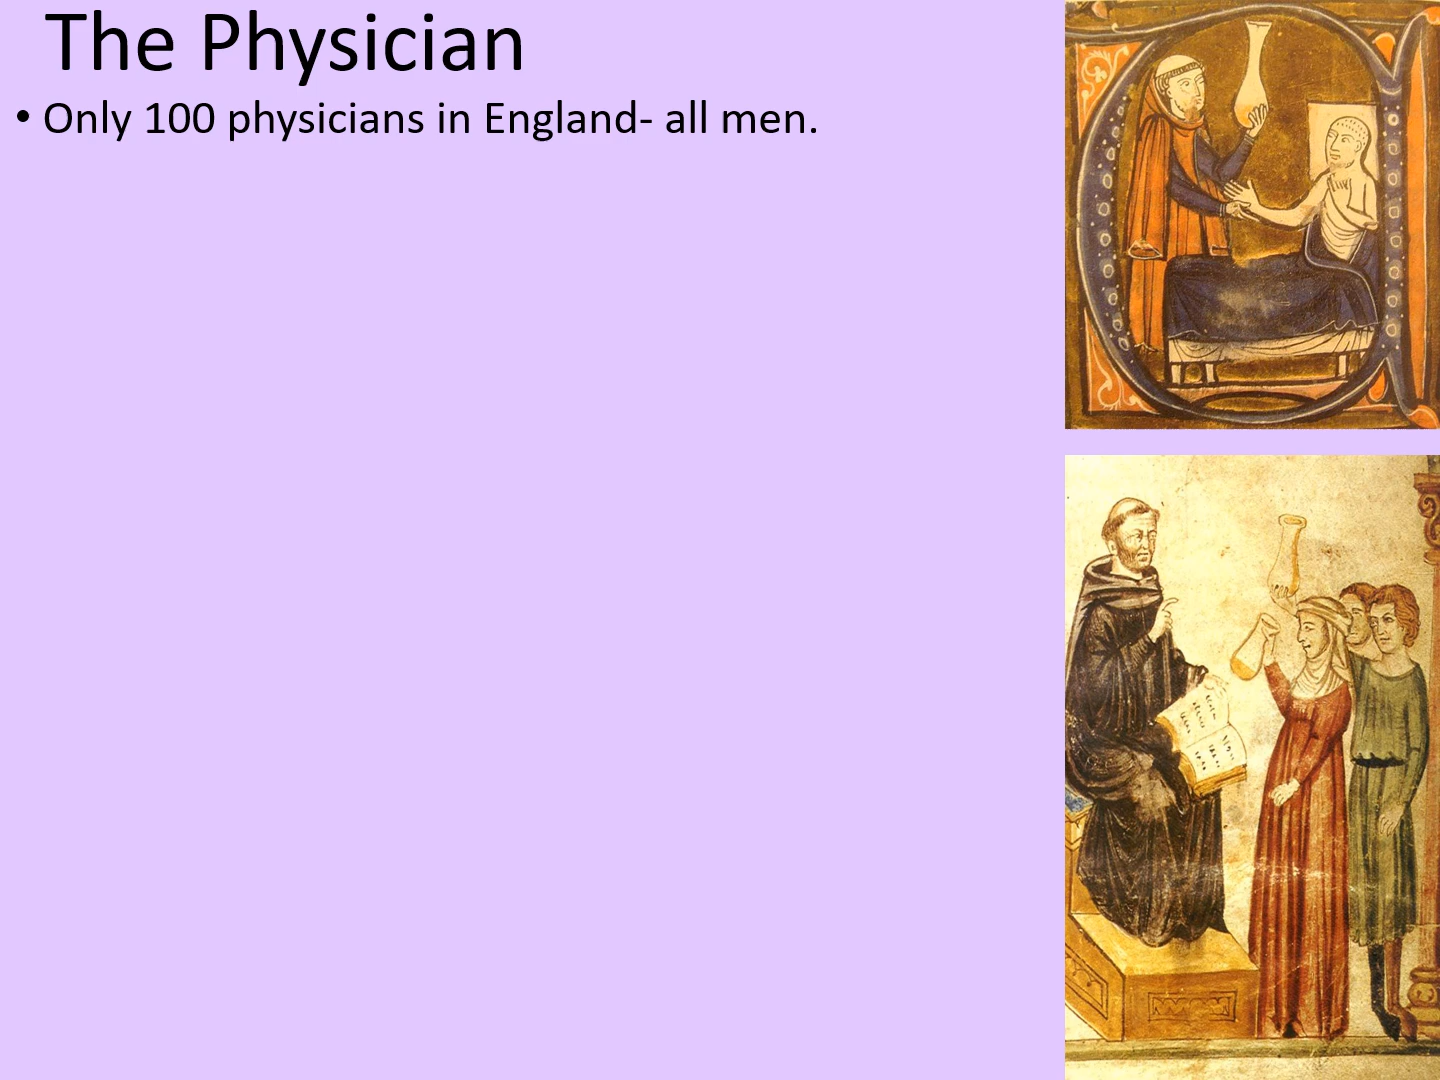 The Physician
• Only 100 physicians in England- all men.